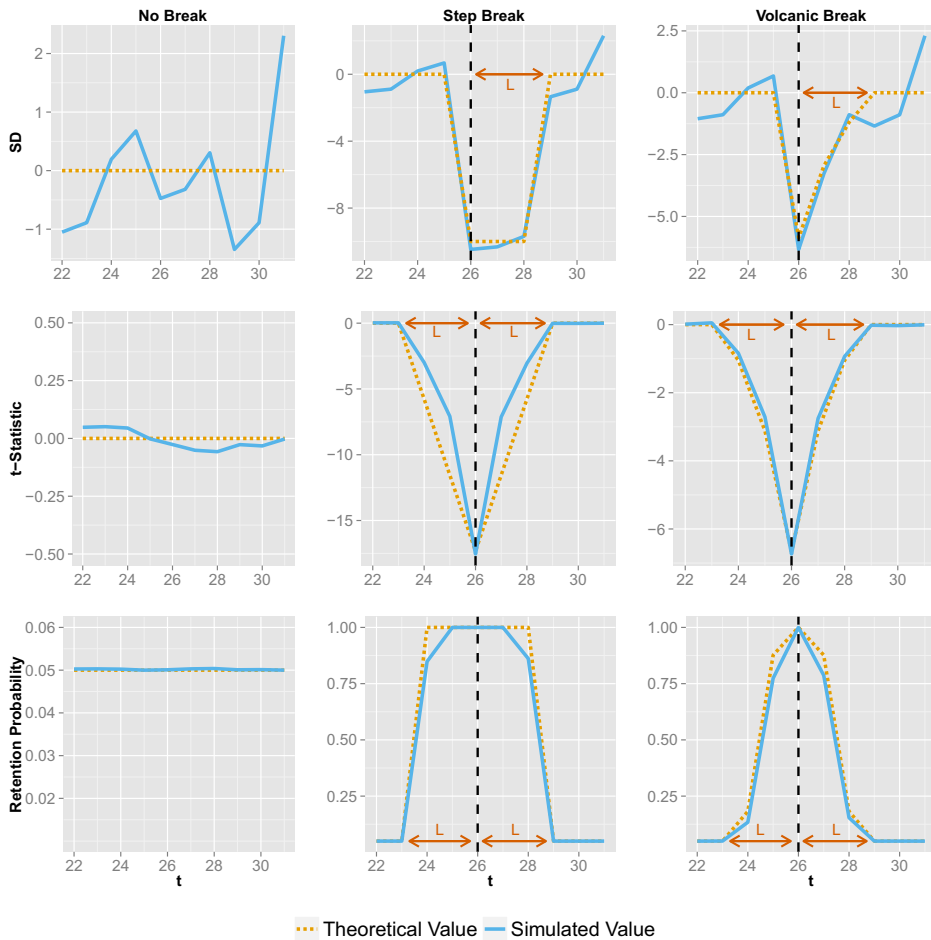 No Break
Step Break
Volcanic Break
SD
2
1
0
−1
22 24 26 28 30
0
−4
−8
L
22 24 26 28 30
2.5
0.0
−2.5
−5.0
L
22 24 26 28 30
t−Statistic
0.50
0.25
0.00
−0.25
−0.50
22 24 26 28 30
0
−5
−10
−15
L L
22 24 26 28 30
0
−2
−4
−6
L L
22 24 26 28 30
Retention Probability
0.06
0.05
0.04
0.03
0.02
22 24 26 28 30
t
1.00
0.75
0.50
0.25
L L
22 24 26 28 30
t
1.00
0.75
0.50
0.25
L L
22 24 26 28 30
t
Theoretical Value Simulated Value